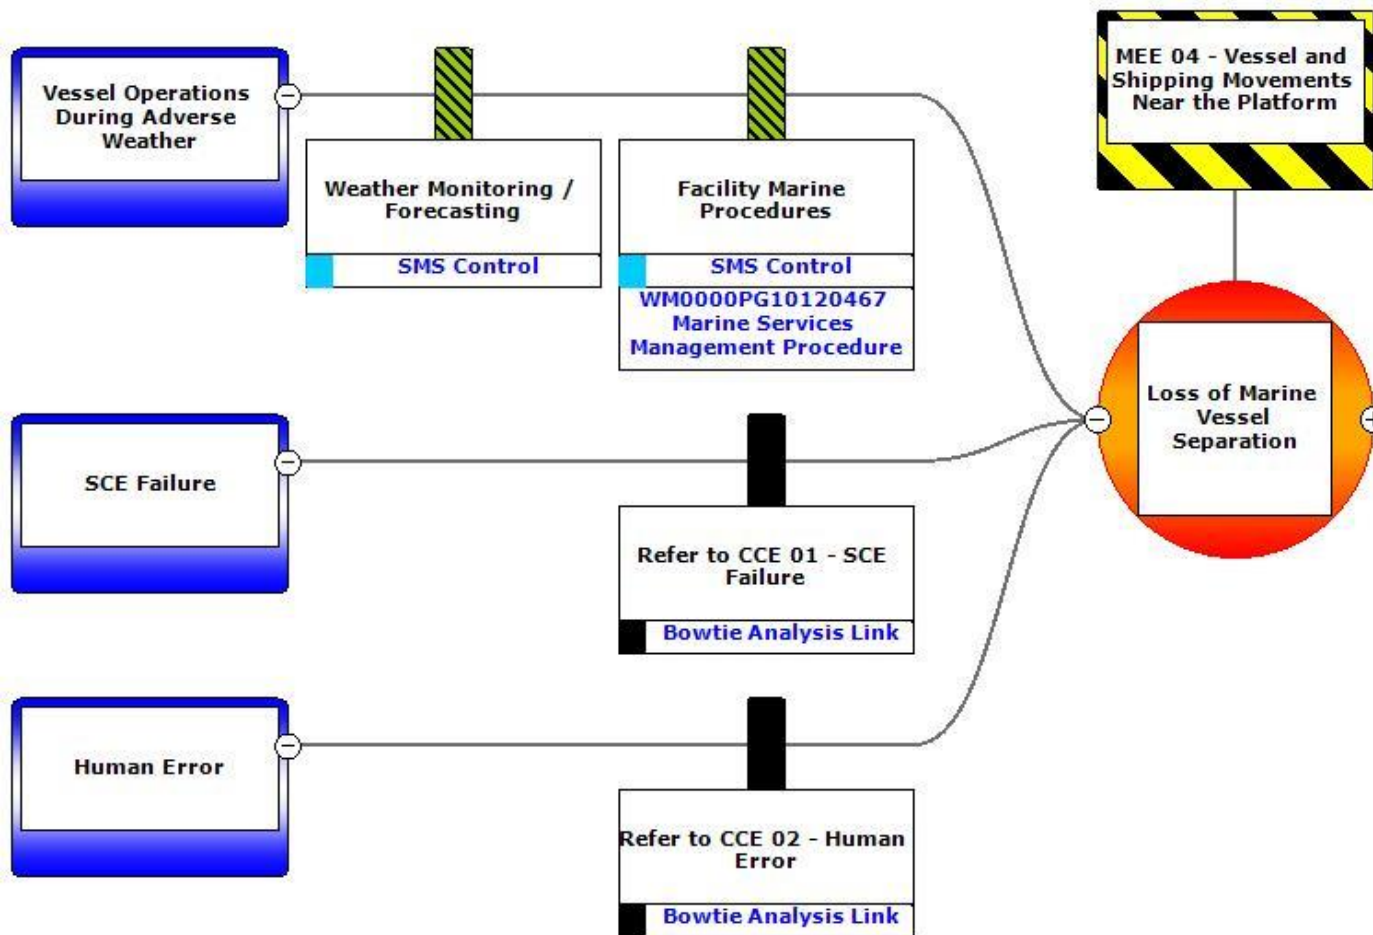 Vessel Operations
During Adverse
Weather
Weather Monitoring /
Forecasting
SMS Control
Facility Marine
Procedures
SMS Control
WM0000PG10120467
Marine Services
Management Procedure
MEE 04 - Vessel and
Shipping Movements
Near the Platform
Loss of Marine
Vessel
Separation
SCE Failure
Refer to CCE 01 - SCE
Failure
Bowtie Analysis Link
Human Error
Refer to CCE 02 - Human
Error
Bowtie Analysis Link